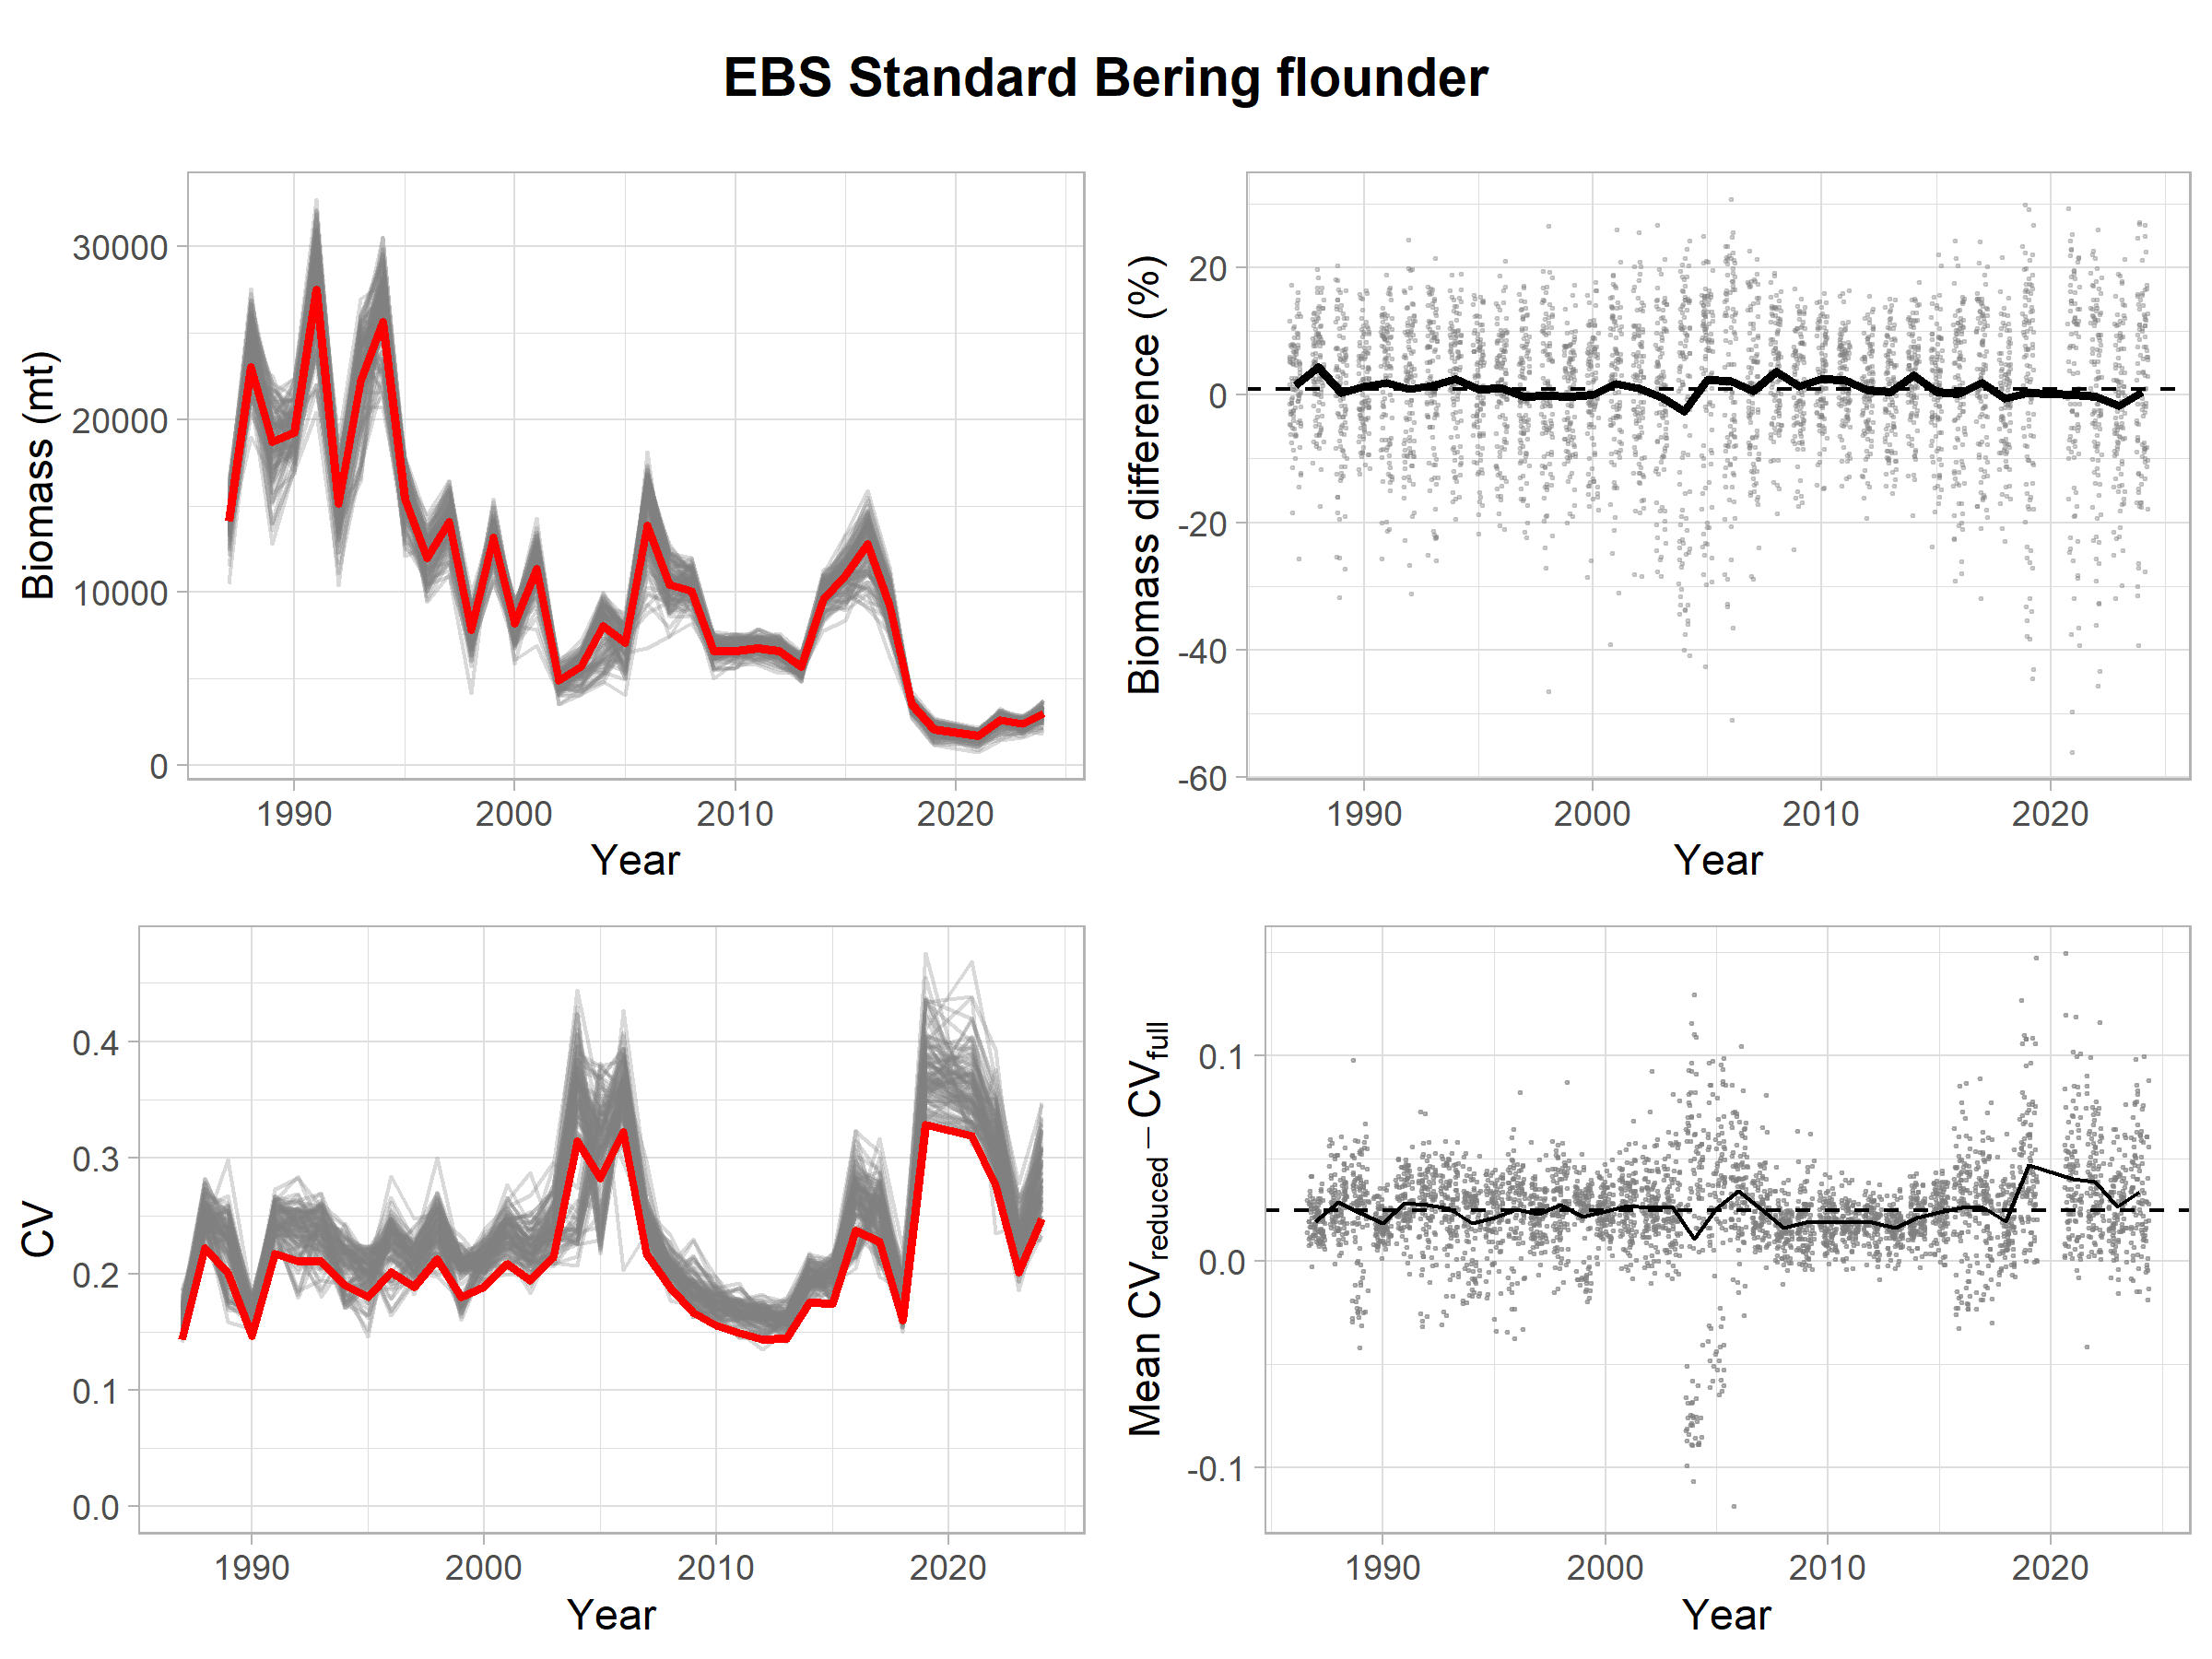 EBS Standard Bering flounder
Biomass (mt)
30000
20000
10000
0
1990 2000 2010 2020
Year
Biomass difference (%)
20
0
-20
-40
-60
1990 2000 2010 2020
Year
CV
0.4
0.3
0.2
0.1
0.0
1990 2000 2010 2020
Year
Mean CVreduced − CVfull
0.1
0.0
-0.1
1990 2000 2010 2020
Year